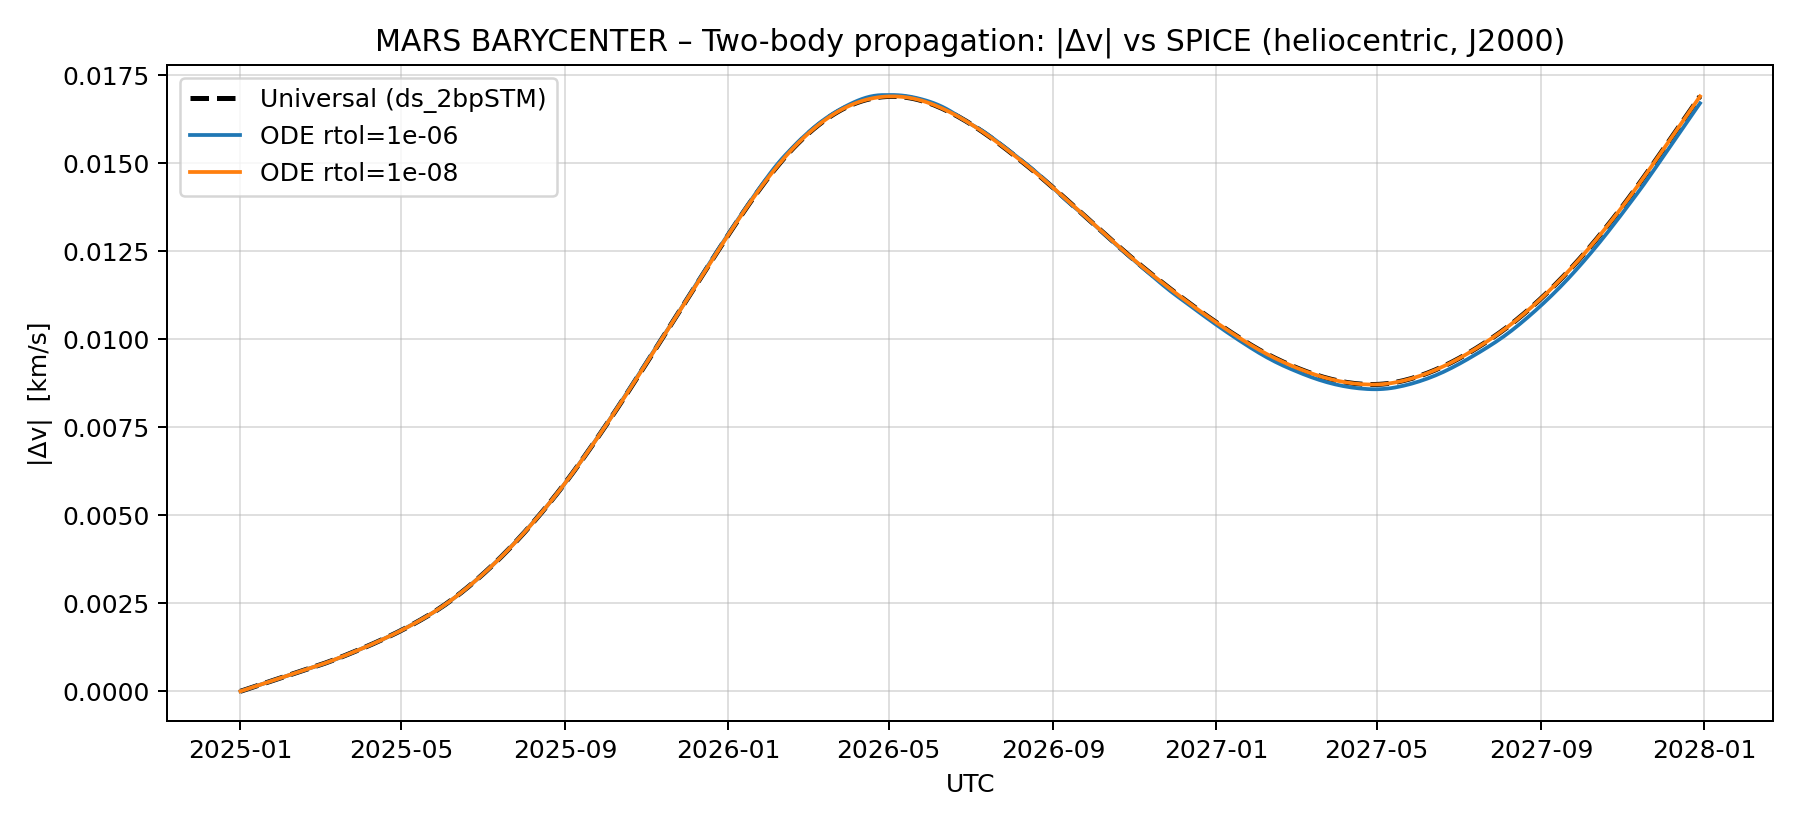 MARS BARYCENTER – Two-body propagation: |Δv| vs SPICE (heliocentric, J2000)
Universal (ds_2bpSTM)
ODE rtol=1e-06
ODE rtol=1e-08
|Δv| [km/s]
0.0175
0.0150
0.0125
0.0100
0.0075
0.0050
0.0025
0.0000
2025-01 2025-05 2025-09 2026-01 2026-05 2026-09 2027-01 2027-05 2027-09 2028-01
UTC